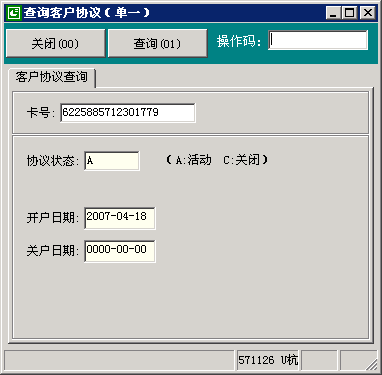 查询客户协议(单一)
关闭(00) 查询(01) 操作码:
客户协议查询
卡号: 6225885712301779
协议状态: A (A:活动 C:关闭)
开户日期: 2007-04-18
关户日期: 0000-00-00
571126 U杭